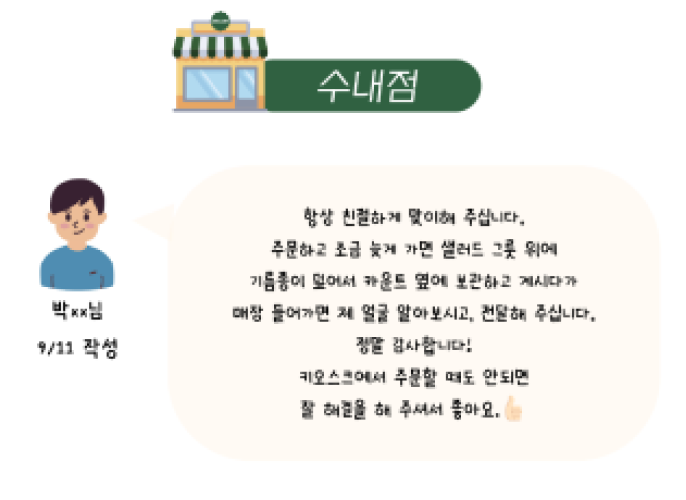 수내점
항상 친절하게 맞이해 주십니다.
주문하고 조금 늦게 가면 샐러드 그릇 위에
기름종이 덮어서 카운트 옆에 보관하고 계시다가
매장 들어가면 제 얼굴 알아보시고, 전달해 주십니다.
정말 감사합니다!
키오스크에서 주문할 때도 안되면
잘 해결을 해 주셔서 좋아요.
박xx님
9/11 작성